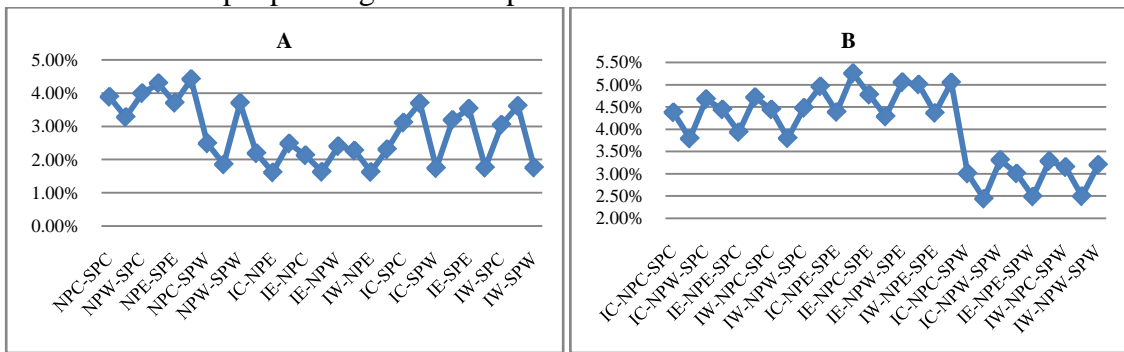 A
5.00%
4.00%
3.00%
2.00%
1.00%
0.00%
NPC-SPC
NPW-SPC
NPE-SPE
NPC-SPW
NPW-SPW
IC-NPE
IE-NPC
IE-NPW
IW-NPE
IC-SPC
IC-SPW
IE-SPE
IW-SPC
IW-SPW
B
5.50%
5.00%
4.50%
4.00%
3.50%
3.00%
2.50%
2.00%
IC-NPC-SPC
IC-NPW-SPC
IE-NPE-SPC
IW-NPC-SPC
IW-NPW-SPC
IC-NPE-SPE
IE-NPC-SPE
IE-NPW-SPE
IW-NPE-SPE
IC-NPC-SPW
IC-NPW-SPW
IE-NPE-SPW
IW-NPC-SPW
IW-NPW-SPW